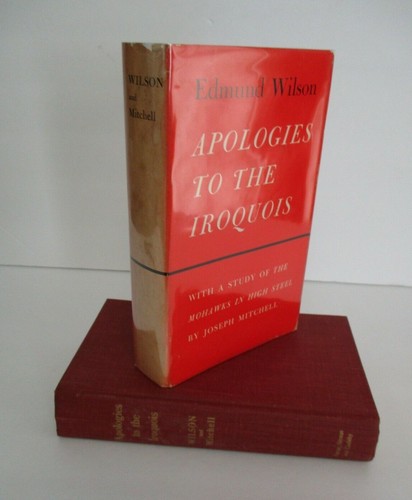 WILSON
and
Mitchell
Edmund Wilson
APOLOGIES
TO THE
IROQUOIS
WITH A STUDY OF THE
MOHAWKS IN HIGH STEEL
BY JOSEPH MITCHELL
Apologies
to the
Iroquois
WILSON
and
Mitchell